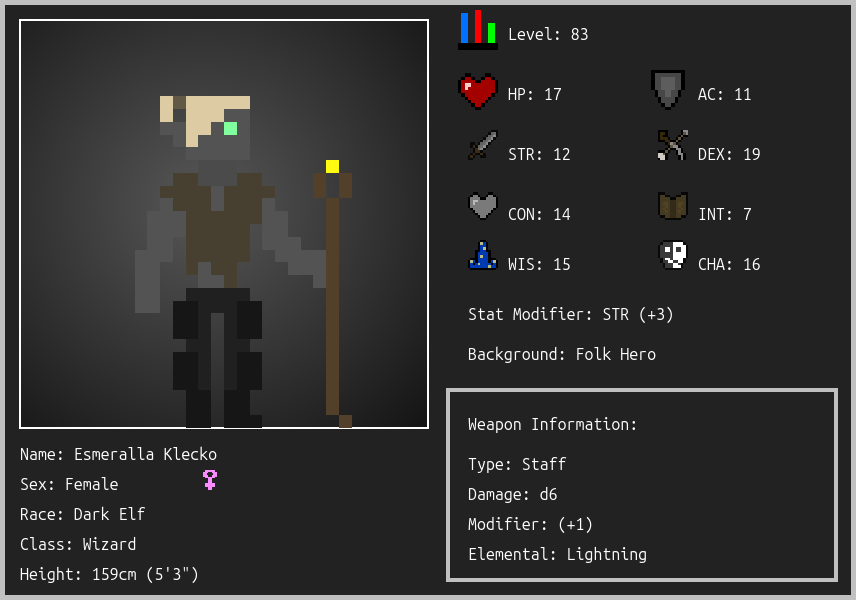 Level: 83
HP: 17
AC: 11
STR: 12
DEX: 19
CON: 14
INT: 7
WIS: 15
CHA: 16
Stat Modifier: STR (+3)
Background: Folk Hero
Weapon Information:
Type: Staff
Damage: d6
Modifier: (+1)
Elemental: Lightning
Name: Esmeralla Klecko
Sex: Female
Race: Dark Elf
Class: Wizard
Height: 159cm (5'3")